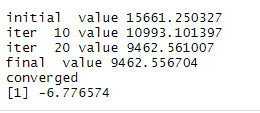 initial  value 15661.250327
iter  10 value 10993.101397
iter  20 value 9462.561007
final  value 9462.556704
converged
[1] -6.776574